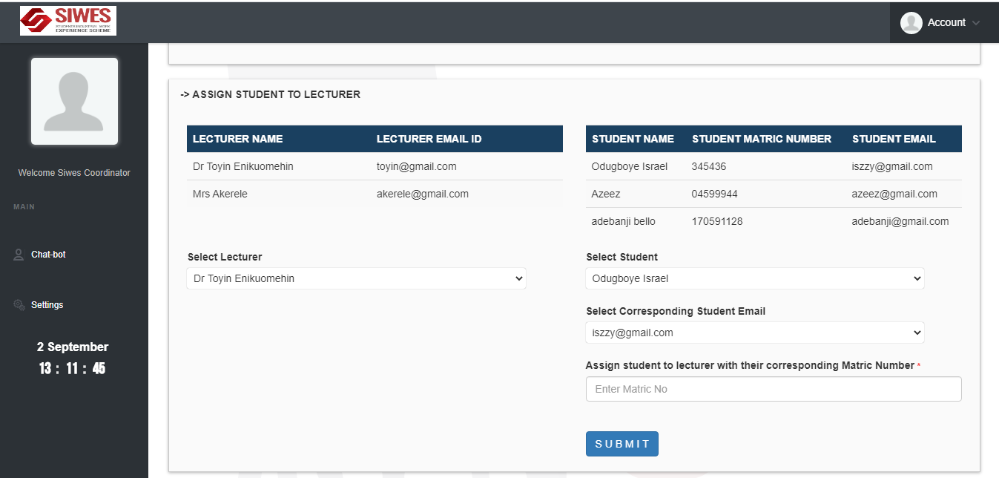 SIWES
STUDENTS INDUSTRIAL WORK
EXPERIENCE SCHEME
Account
Welcome Siwes Coordinator
MAIN
Chat-bot
Settings
2 September
13 : 11 : 45
-> ASSIGN STUDENT TO LECTURER
LECTURER NAME LECTURER EMAIL ID
Dr Toyin Enikuomehin toyin@gmail.com
Mrs Akerele akerele@gmail.com
Select Lecturer
Dr Toyin Enikuomehin
STUDENT NAME STUDENT MATRIC NUMBER STUDENT EMAIL
Odugboye Israel 345436 iszzy@gmail.com
Azeez 04599944 azeez@gmail.com
adebanji bello 170591128 adebanji@gmail.com
Select Student
Odugboye Israel
Select Corresponding Student Email
iszzy@gmail.com
Assign student to lecturer with their corresponding Matric Number *
Enter Matric No
SUBMIT